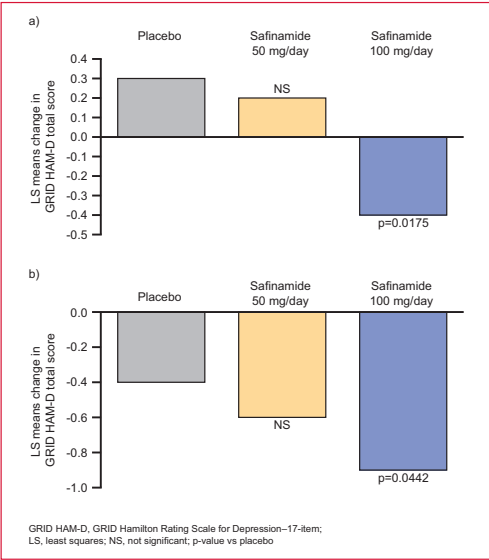 a)
Placebo
Safinamide
50 mg/day
Safinamide
100 mg/day
LS means change in
GRID HAM-D total score
0.4
0.3
0.2
0.1
0.0
-0.1
-0.2
-0.3
-0.4
-0.5
NS
p=0.0175
b)
Placebo
Safinamide
50 mg/day
Safinamide
100 mg/day
LS means change in
GRID HAM-D total score
0.0
-0.2
-0.4
-0.6
-0.8
-1.0
NS
p=0.0442
GRID HAM-D, GRID Hamilton Rating Scale for Depression–17-item;
LS, least squares; NS, not significant; p-value vs placebo